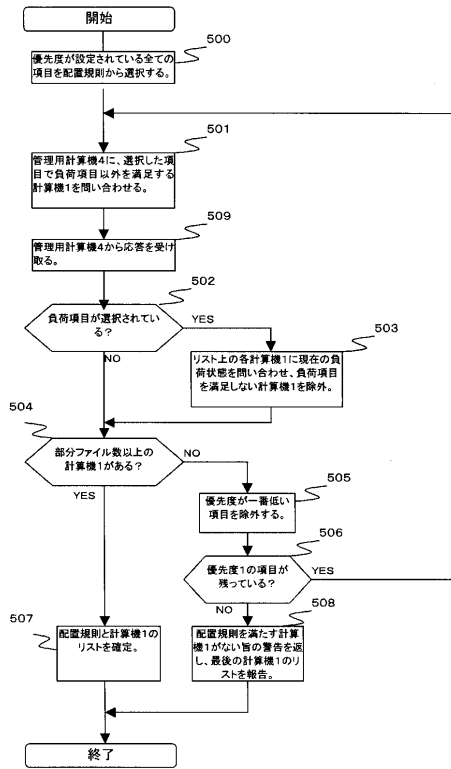 開始
500
優先度が設定されている全ての
項目を配置規則から選択する。
501
管理用計算機4に、選択した項
目で負荷項目以外を満足する
計算機1を問い合わせる。
509
管理用計算機4から応答を受け
取る。
502
負荷項目が選択されてい
る？
YES
NO
503
リスト上の各計算機1に現在の負
荷状態を問い合わせ、負荷項目
を満足しない計算機1を除外。
504
部分ファイル数以上の
計算機1がある？
NO
YES
505
優先度が一番低い
項目を除外する。
506
優先度1の項目が
残っている？
YES
NO
507
配置規則と計算機1の
リストを確定。
508
配置規則を満たす計算
機1がない旨の警告を返
し、最後の計算機1のリ
ストを報告。
終了